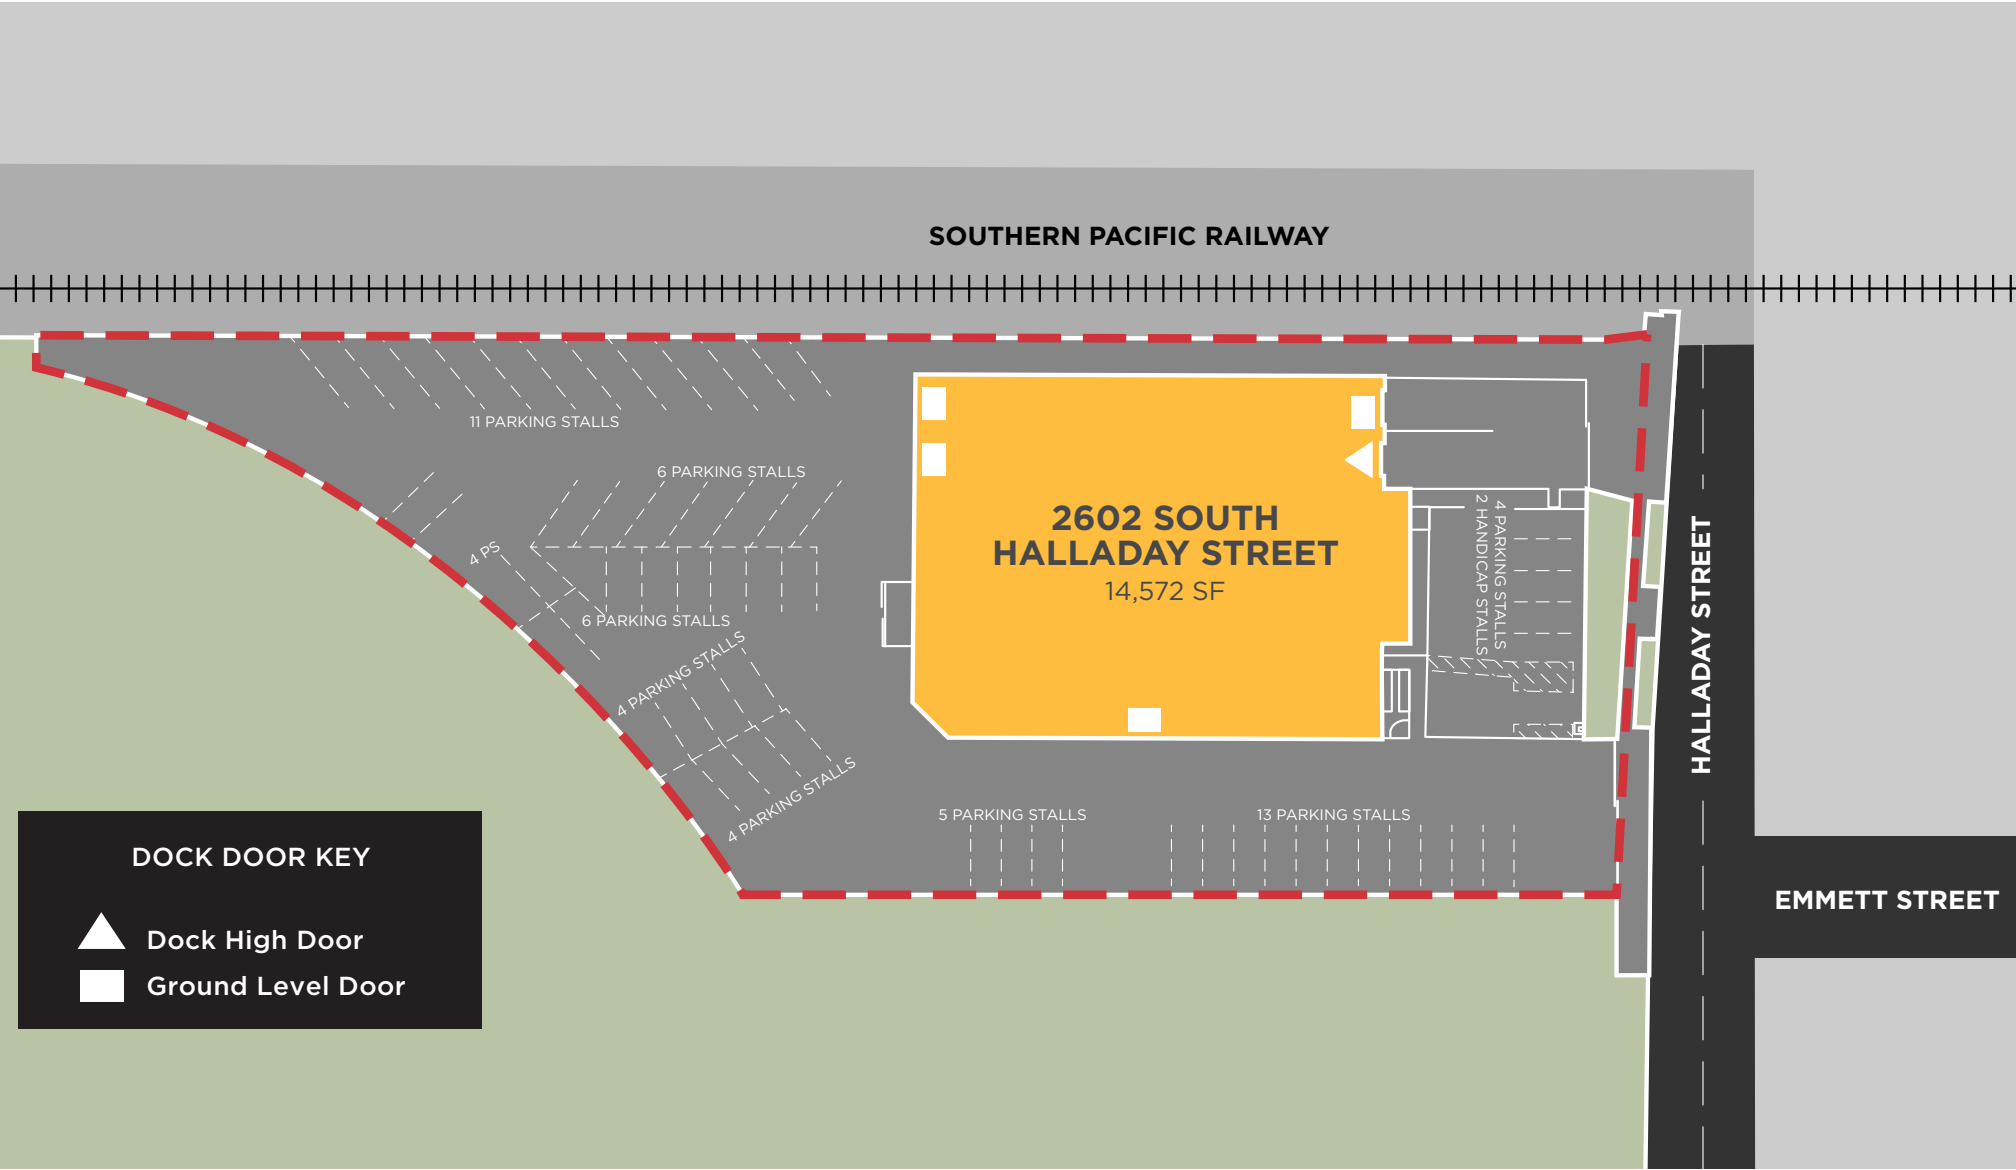 SOUTHERN PACIFIC RAILWAY
11 PARKING STALLS
6 PARKING STALLS
4 PS
6 PARKING STALLS
4 PARKING STALLS
4 PARKING STALLS
2602 SOUTH
HALLADAY STREET
14,572 SF
4 PARKING STALLS
2 HANDICAP STALLS
HALLADAY STREET
5 PARKING STALLS
13 PARKING STALLS
EMMETT STREET
DOCK DOOR KEY
Dock High Door
Ground Level Door